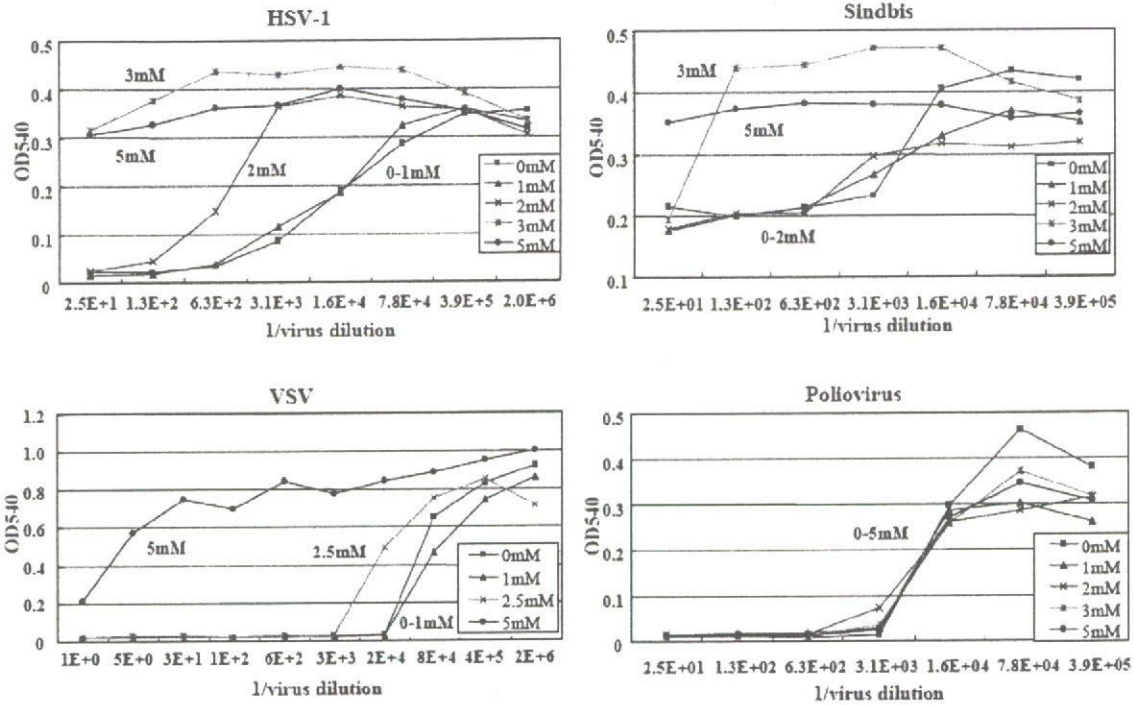 HSV-1
0.5
0.4
0.3
0.2
0.1
0
OD540
3mM
5mM
2mM
0-1mM
0mM
1mM
2mM
3mM
5mM
2.5E+1 1.3E+2 6.3E+2 3.1E+3 1.6E+4 7.8E+4 3.9E+5 2.0E+6
1/virus dilution
Sindbis
0.5
0.4
0.3
0.2
0.1
OD540
3mM
5mM
0-2mM
0mM
1mM
2mM
3mM
5mM
2.5E+01 1.3E+02 6.3E+02 3.1E+03 1.6E+04 7.8E+04 3.9E+05
1/virus dilution
VSV
1.2
1.0
0.8
0.6
0.4
0.2
0
OD540
5mM
2.5mM
0-1mM
0mM
1mM
2.5mM
5mM
1E+0 5E+0 3E+1 1E+2 6E+2 3E+3 2E+4 8E+4 4E+5 2E+6
1/virus dilution
Poliovirus
0.5
0.4
0.3
0.2
0.1
0
OD540
0-5mM
0mM
1mM
2mM
3mM
5mM
2.5E+01 1.3E+02 6.3E+02 3.1E+03 1.6E+04 7.8E+04 3.9E+05
1/virus dilution